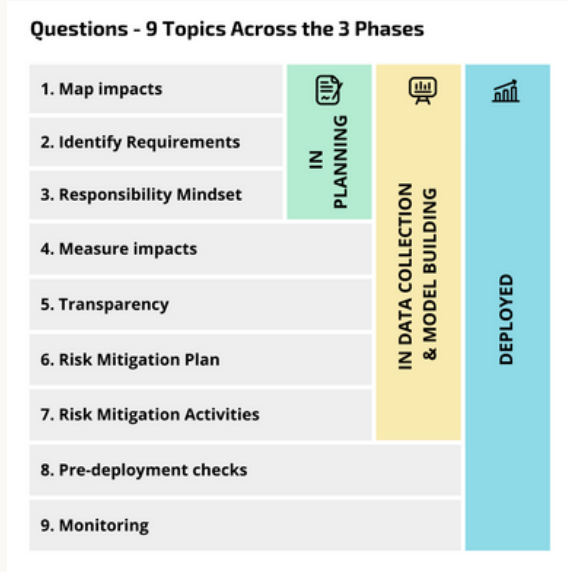 Questions - 9 Topics Across the 3 Phases
1. Map impacts
2. Identify Requirements
3. Responsibility Mindset
4. Measure impacts
5. Transparency
6. Risk Mitigation Plan
7. Risk Mitigation Activities
8. Pre-deployment checks
9. Monitoring
IN
PLANNING
IN DATA COLLECTION
& MODEL BUILDING
DEPLOYED